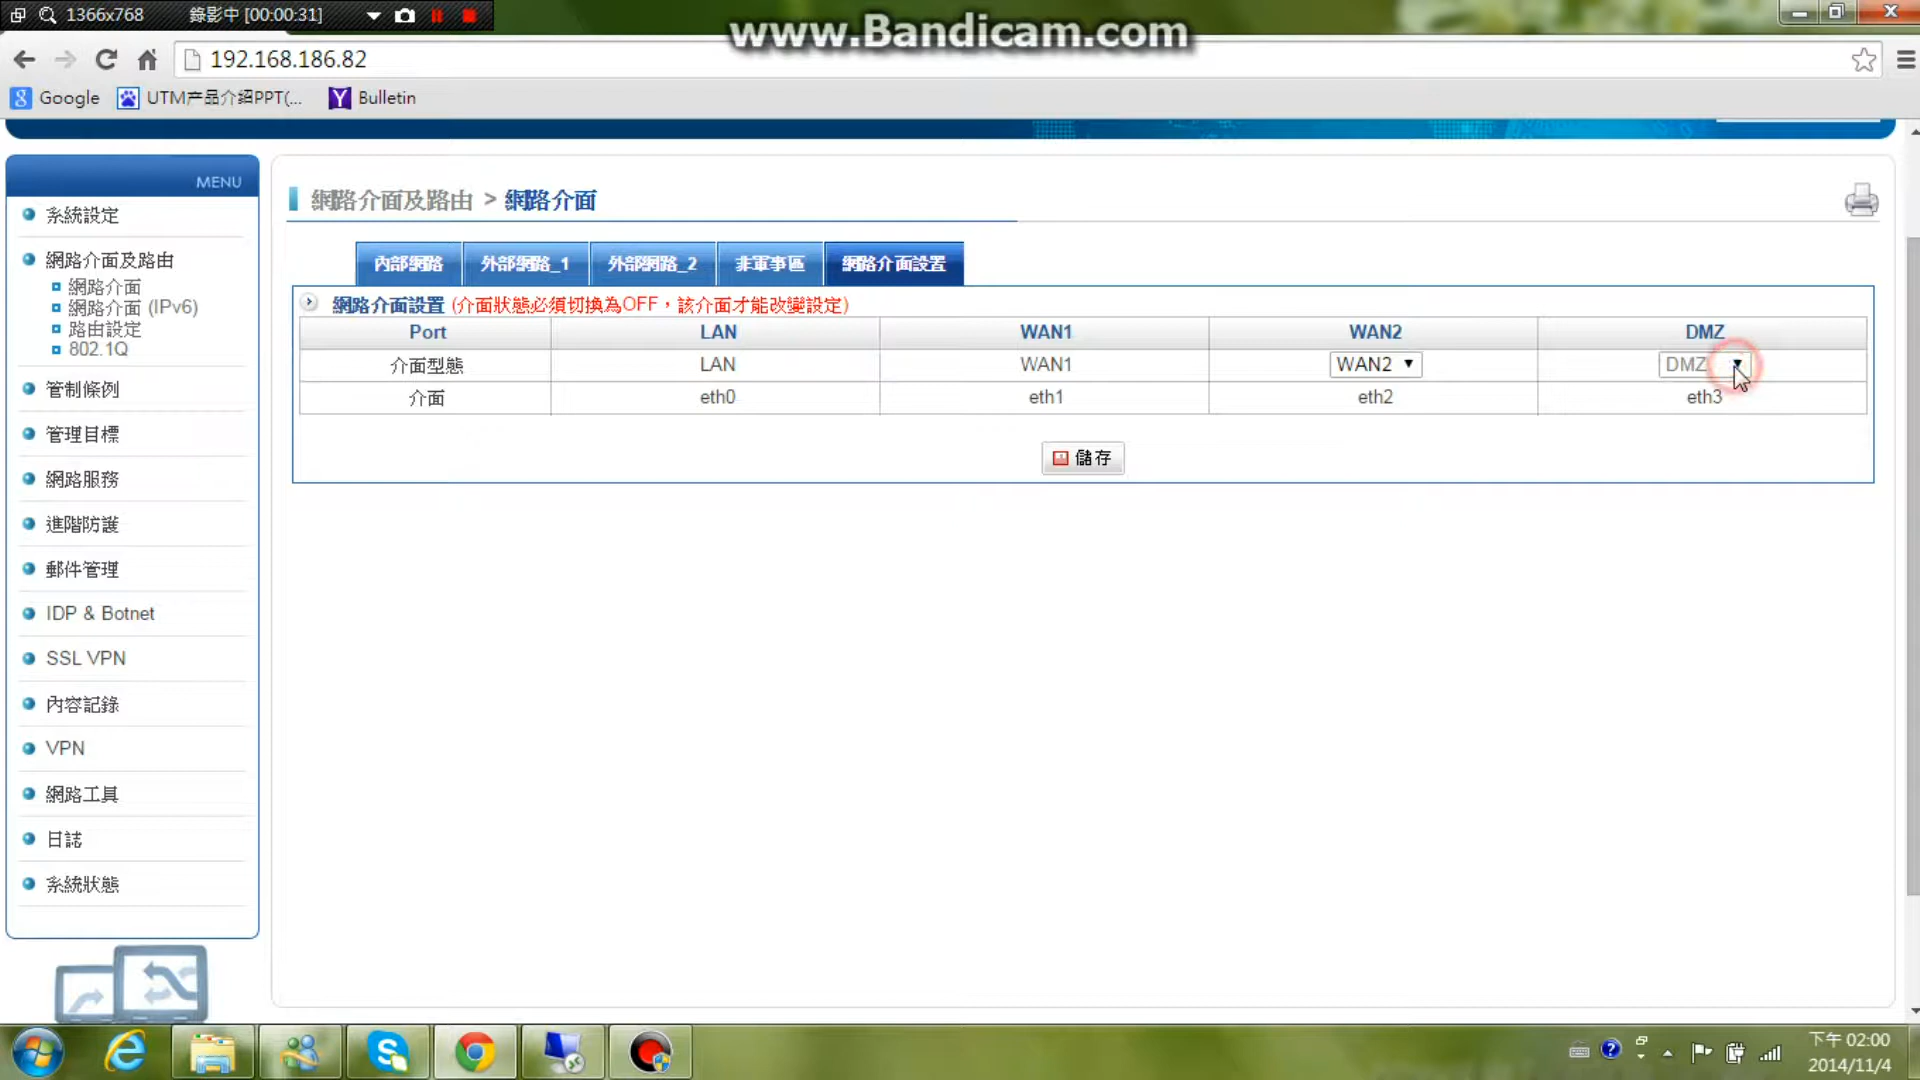 1366x768 錄影中 [00:00:31]
www.Bandicam.com
192.168.186.82
Google UTM产品介紹PPT(... Bulletin
MENU
系統設定
網路介面及路由
網路介面
網路介面 (IPv6)
路由設定
802.1Q
管制條例
管理目標
網路服務
進階防護
郵件管理
IDP & Botnet
SSL VPN
內容記錄
VPN
網路工具
日誌
系統狀態
網路介面及路由 > 網路介面
內部網路 外部網路_1 外部網路_2 非軍事區 網路介面設置
網路介面設置 (介面狀態必須切換為OFF，該介面才能改變設定)
Port LAN WAN1 WAN2 DMZ
介面型態 LAN WAN1 WAN2 DMZ
介面 eth0 eth1 eth2 eth3
儲存
下午 02:00
2014/11/4